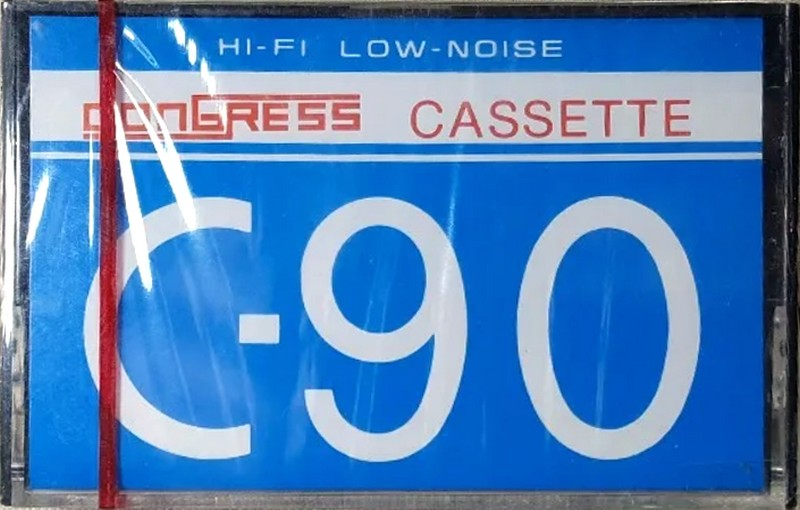 HI-FI LOW-NOISE
CONGRESS CASSETTE
C-90